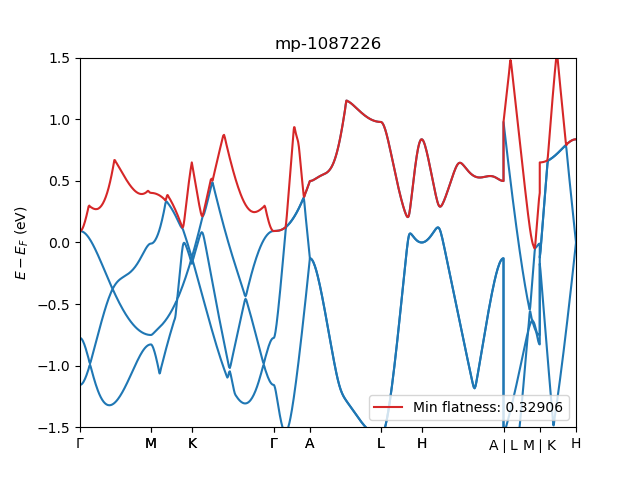 mp-1087226
E − E_F (eV)
1.5
1.0
0.5
0.0
−0.5
−1.0
−1.5
Min flatness: 0.32906
Γ M K Γ A L H A | L M | K H